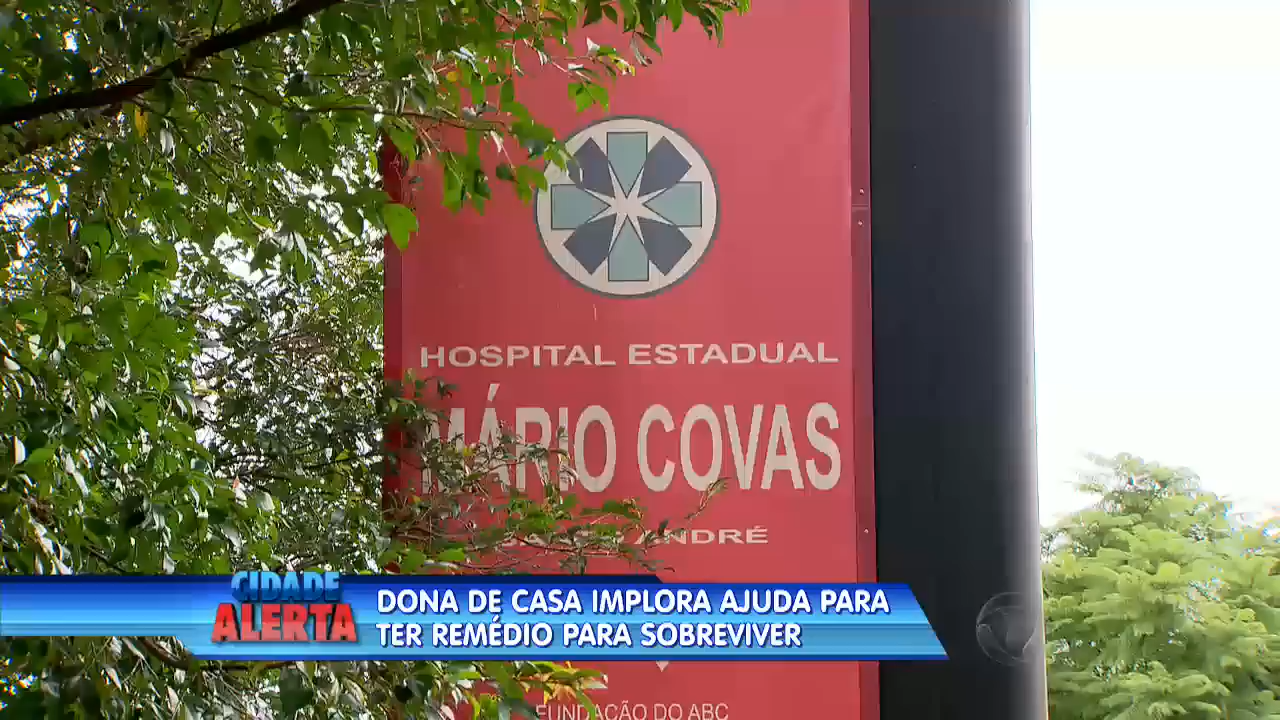 HOSPITAL ESTADUAL
MÁRIO COVAS
ANDRÉ
CIDADE
ALERTA
DONA DE CASA IMPLORA AJUDA PARA
TER REMÉDIO PARA SOBREVIVER
FUNDAÇÃO DO ABC